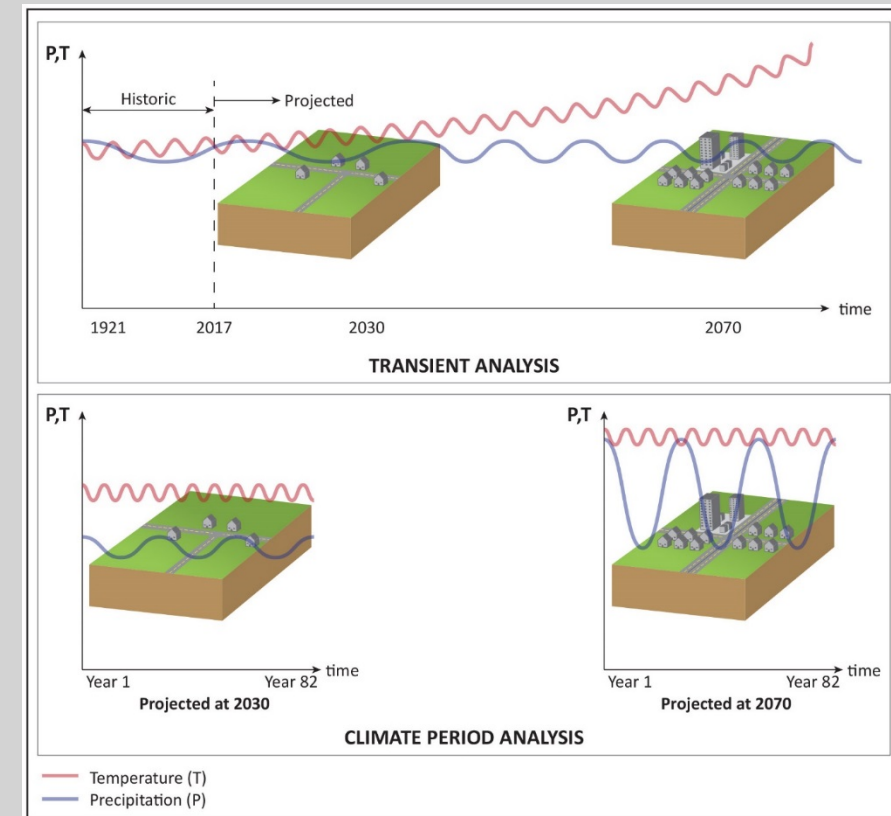 P,T
Historic
Projected
time
1921 2017 2030 2070
TRANSIENT ANALYSIS
P,T P,T
time time
Year 1 Year 82 Year 1 Year 82
Projected at 2030 Projected at 2070
CLIMATE PERIOD ANALYSIS
Temperature (T)
Precipitation (P)